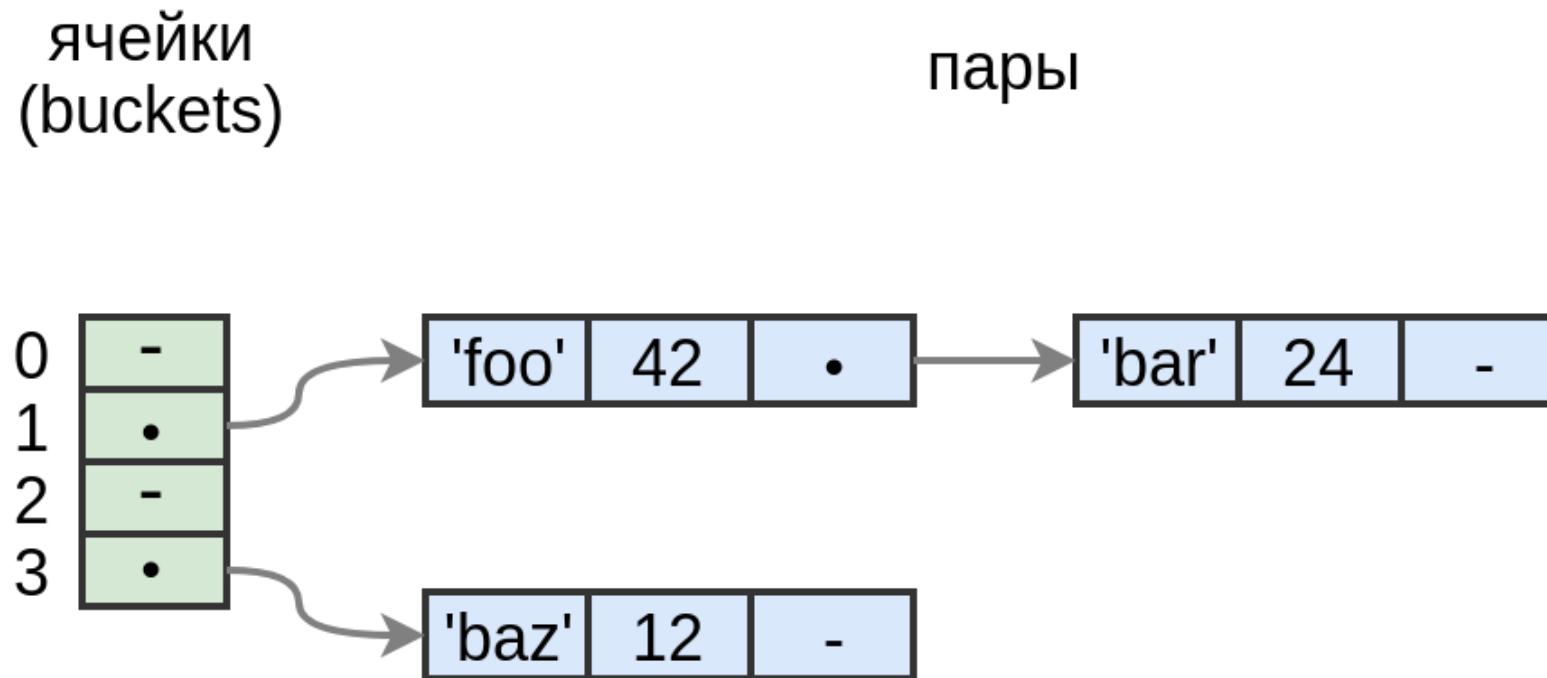 ячейки
(buckets)
пары
0 -
1 • 'foo' 42 • 'bar' 24 -
2 -
3 •
'baz' 12 -